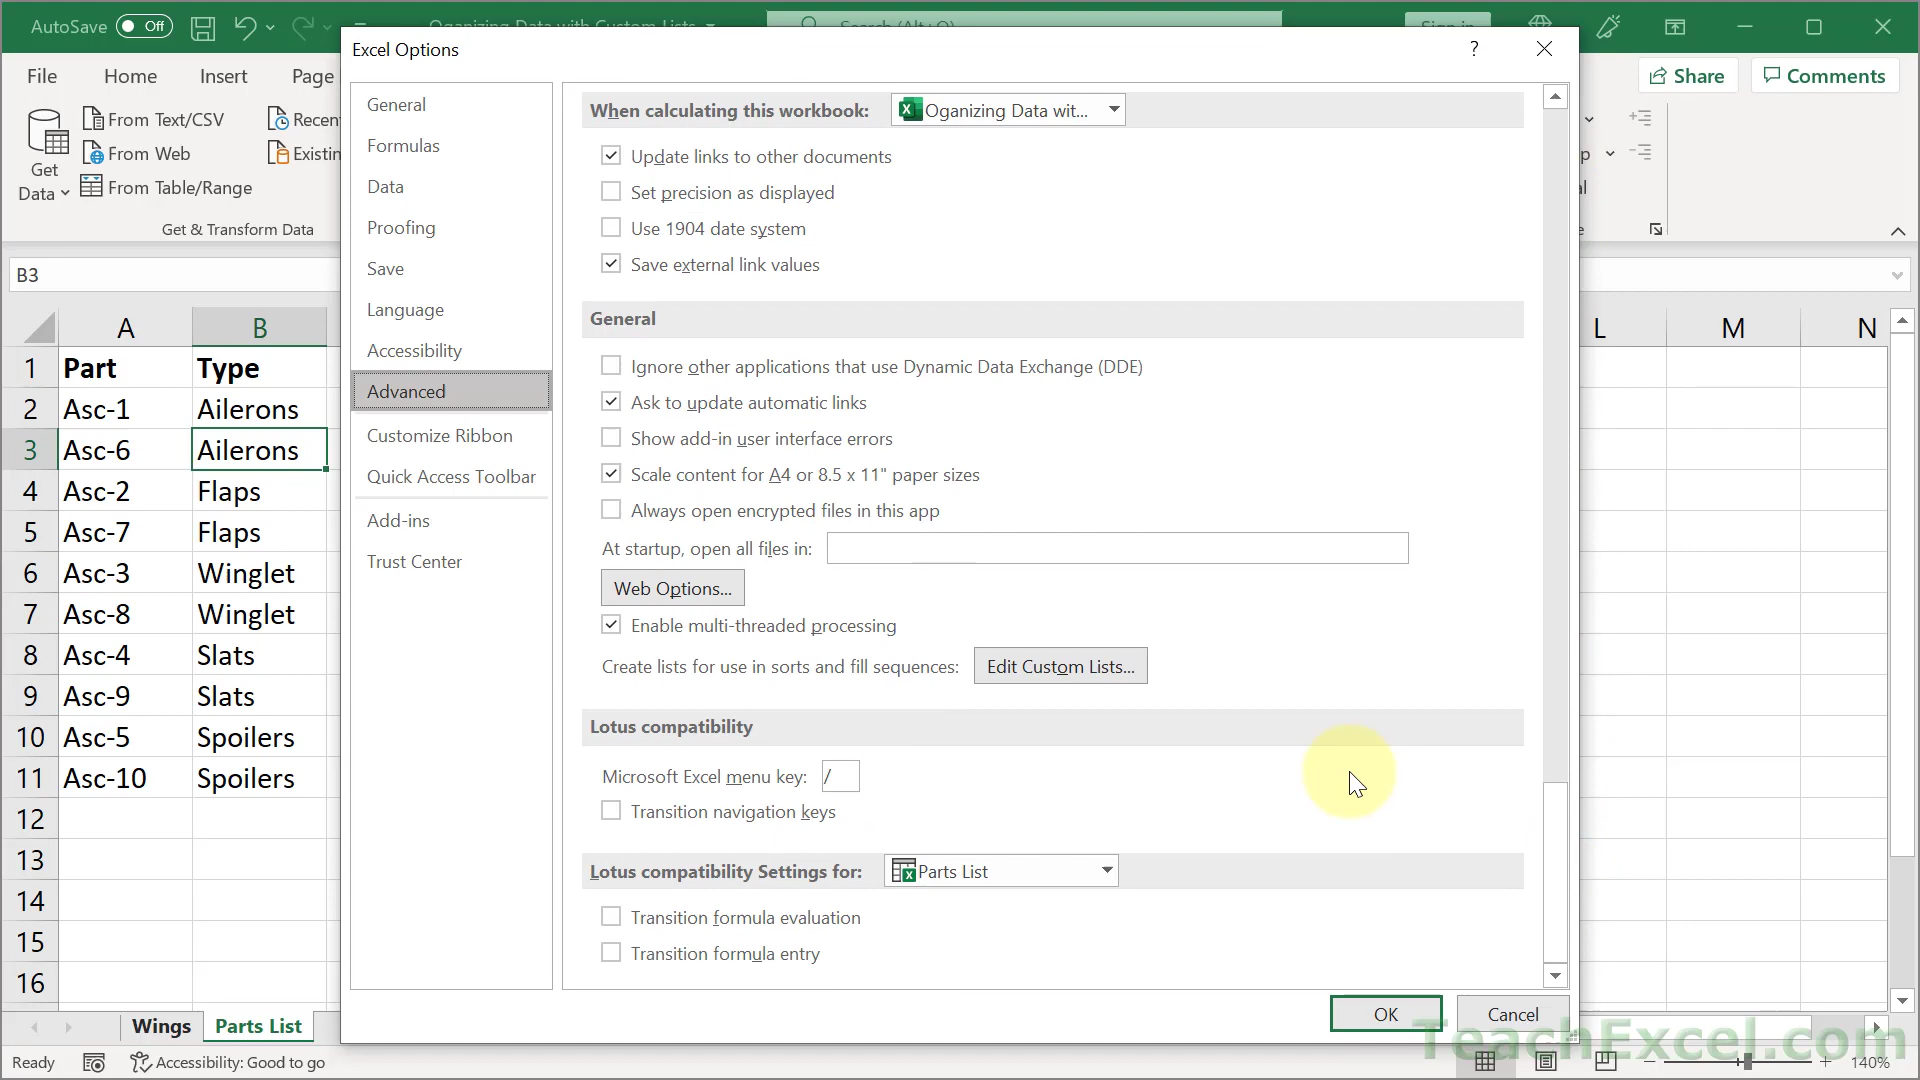 AutoSave Off
Oganizing Data with Custom Lists
Search (Alt+Q)
Sign in
Excel Options
?
File Home Insert Page
Share Comments
From Text/CSV
Recen
From Web
Existin
Get
Data
From Table/Range
Get & Transform Data
B3
A B
L M N
1 Part Type
2 Asc-1 Ailerons
3 Asc-6 Ailerons
4 Asc-2 Flaps
5 Asc-7 Flaps
6 Asc-3 Winglet
7 Asc-8 Winglet
8 Asc-4 Slats
9 Asc-9 Slats
10 Asc-5 Spoilers
11 Asc-10 Spoilers
12
13
14
15
16
General
Formulas
Data
Proofing
Save
Language
Accessibility
Advanced
Customize Ribbon
Quick Access Toolbar
Add-ins
Trust Center
When calculating this workbook: Oganizing Data wit...
Update links to other documents
Set precision as displayed
Use 1904 date system
Save external link values
General
Ignore other applications that use Dynamic Data Exchange (DDE)
Ask to update automatic links
Show add-in user interface errors
Scale content for A4 or 8.5 x 11" paper sizes
Always open encrypted files in this app
At startup, open all files in:
Web Options...
Enable multi-threaded processing
Create lists for use in sorts and fill sequences: Edit Custom Lists...
Lotus compatibility
Microsoft Excel menu key: /
Transition navigation keys
Lotus compatibility Settings for: Parts List
Transition formula evaluation
Transition formula entry
OK Cancel
Wings Parts List
TeachExcel.com
Ready
Accessibility: Good to go
140%